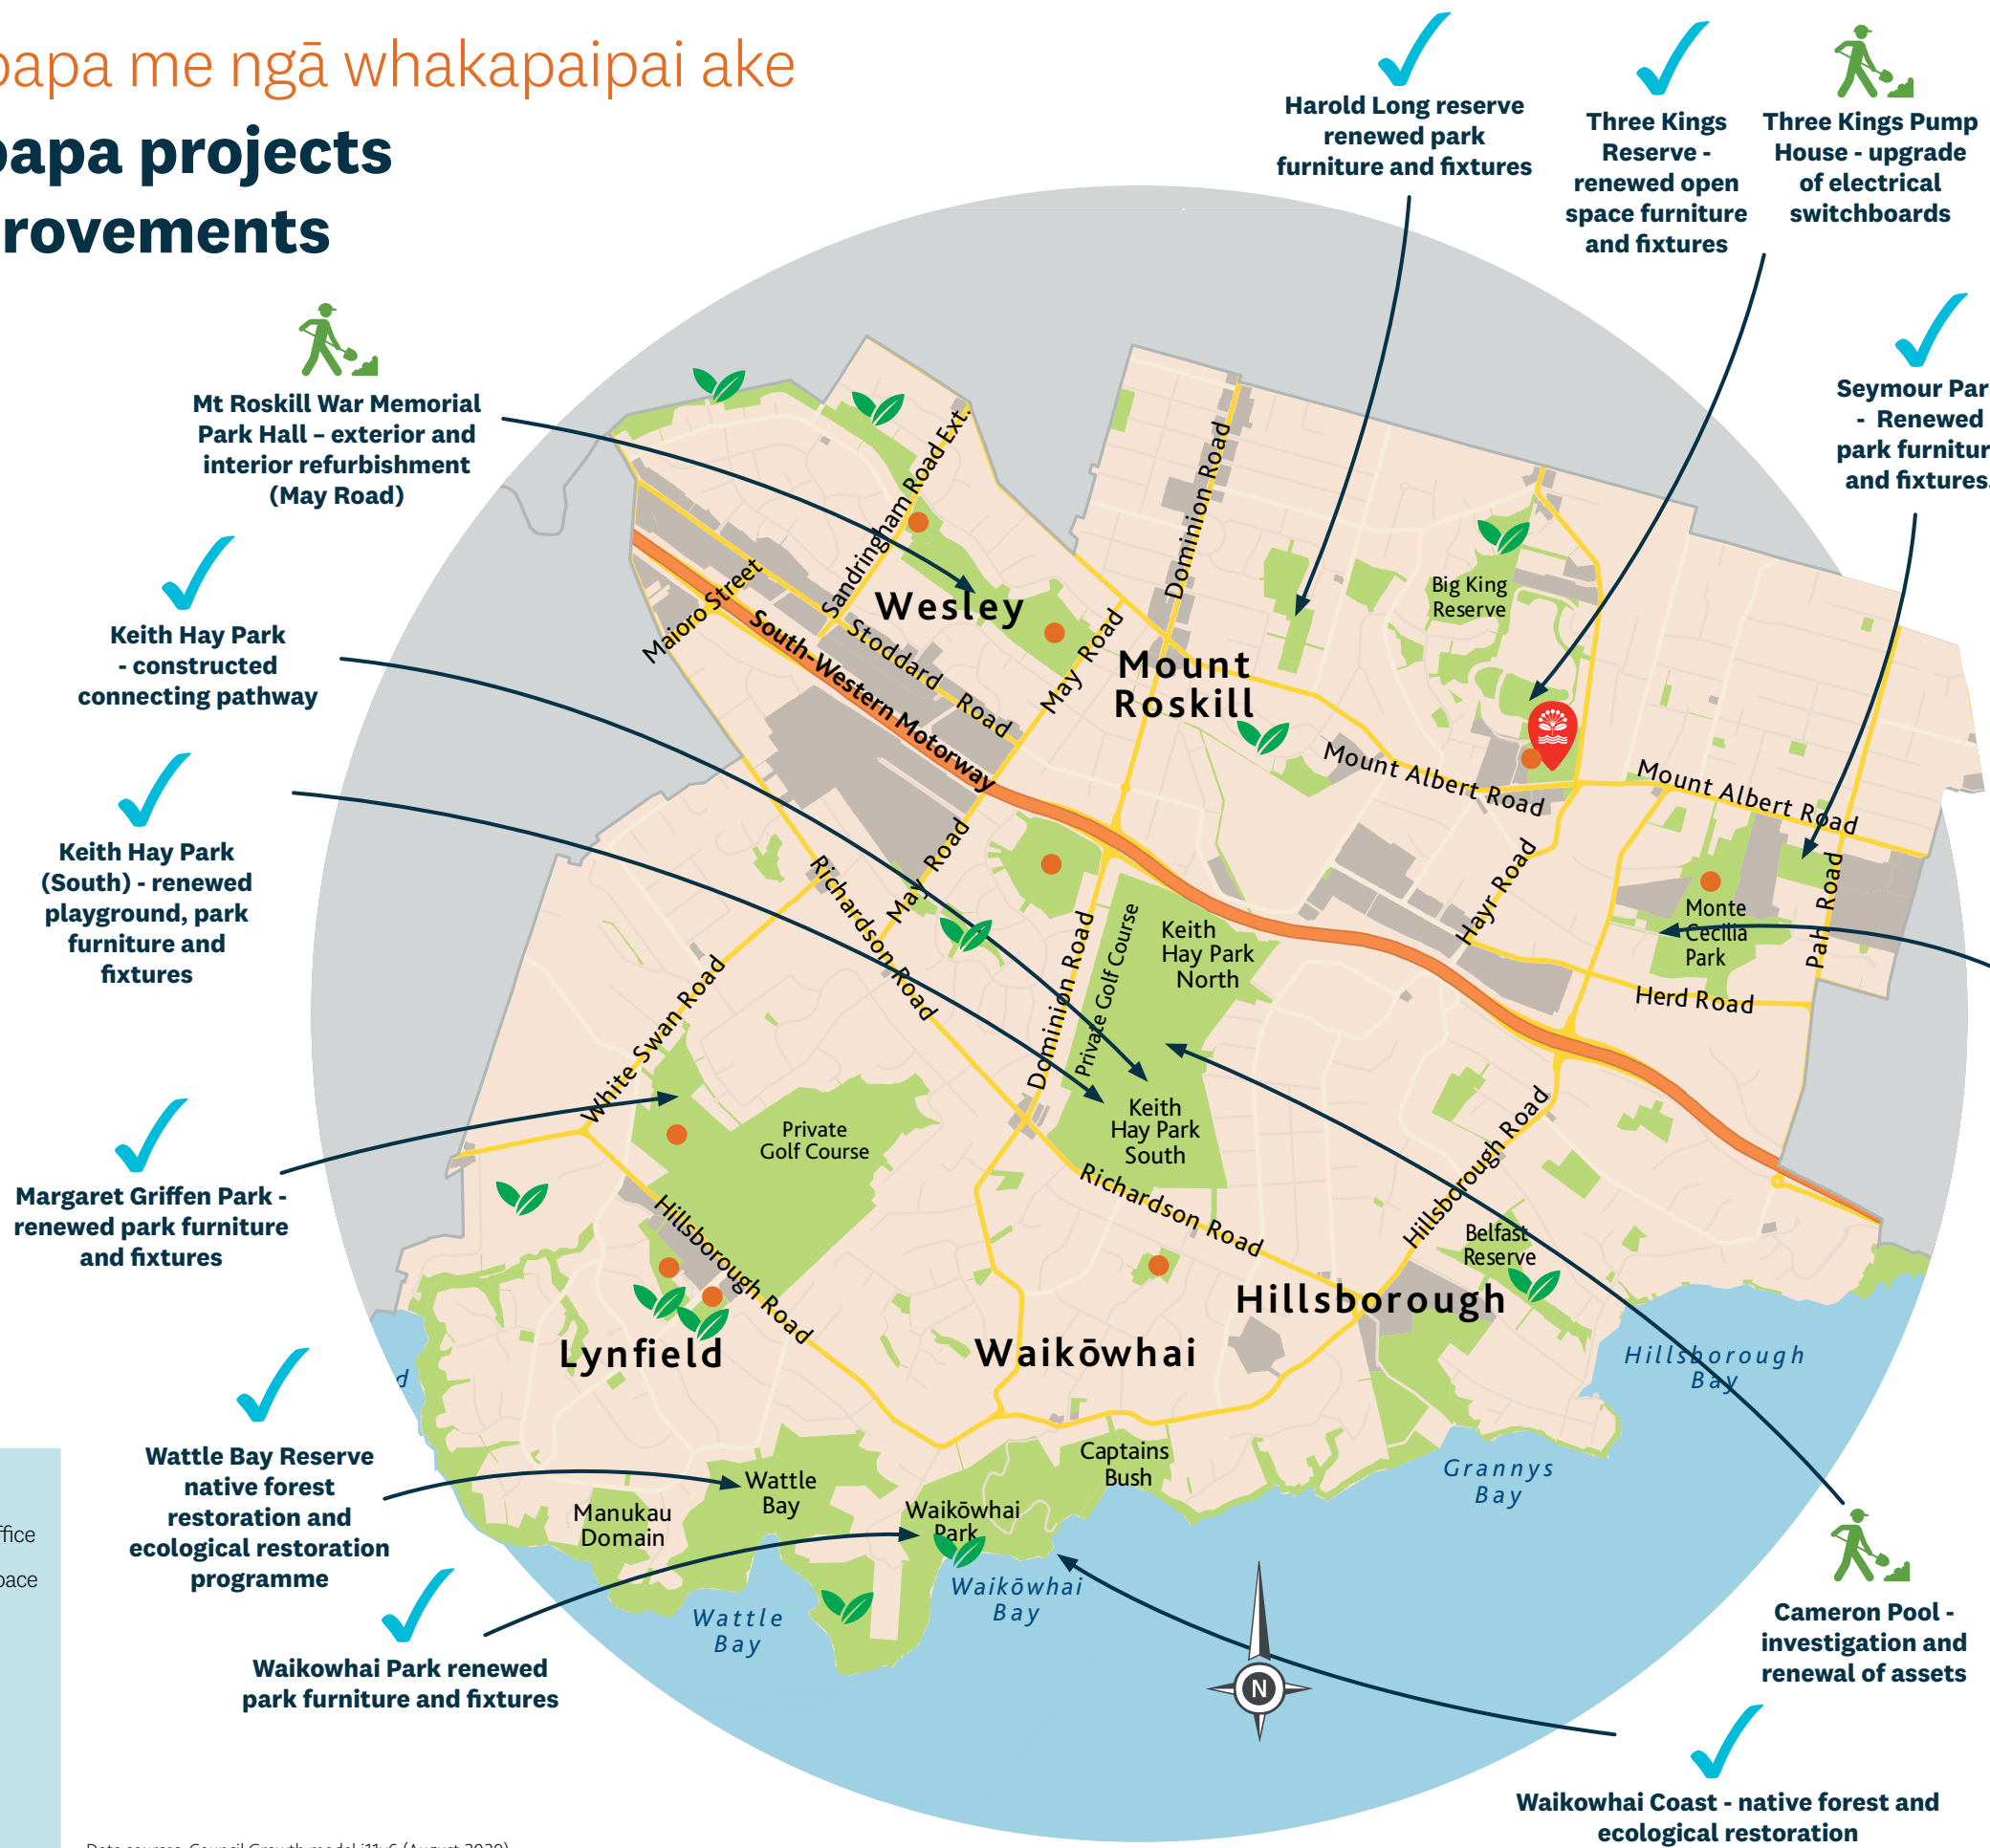 me ngā whakapaipai ake
projects
Harold Long reserve
renewed park
furniture and fixtures
Three Kings
Reserve -
renewed open
space furniture
and fixtures
Three Kings Pump
House - upgrade
of electrical
switchboards
Seymour
- Renewed
park
and fixtures.
Mt Roskill War Memorial
Park Hall – exterior and
interior refurbishment
(May Road)
Keith Hay Park
- constructed
connecting pathway
Keith Hay Park
(South) - renewed
playground, park
furniture and
fixtures
Margaret Griffen Park -
renewed park furniture
and fixtures
Wattle Bay Reserve
native forest
restoration and
ecological restoration
programme
Waikowhai Park renewed
park furniture and fixtures
Cameron Pool -
investigation and
renewal of assets
Waikowhai Coast - native forest and
ecological restoration
Sandringham Road Ext.
Dominion Road
Maioro Street
Wesley
Stoddard Road
South-Western Motorway
May Road
Mount
Roskill
Big King
Reserve
Mount Albert Road
Mount Albert Road
Hayr Road
Pah Road
Monte
Cecilia
Park
Herd Road
May Road
Richardson Road
Dominion Road
Private Golf Course
Keith
Hay Park
North
White Swan Road
Private
Golf Course
Keith
Hay Park
South
Richardson Road
Hillsborough Road
Belfast
Reserve
Hillsborough Road
Hillsborough
Lynfield
Waikōwhai
Hillsborough
Bay
Captains
Bush
Grannys
Bay
Wattle
Bay
Manukau
Domain
Waikōwhai
Park
Waikōwhai
Bay
Wattle
Bay
N